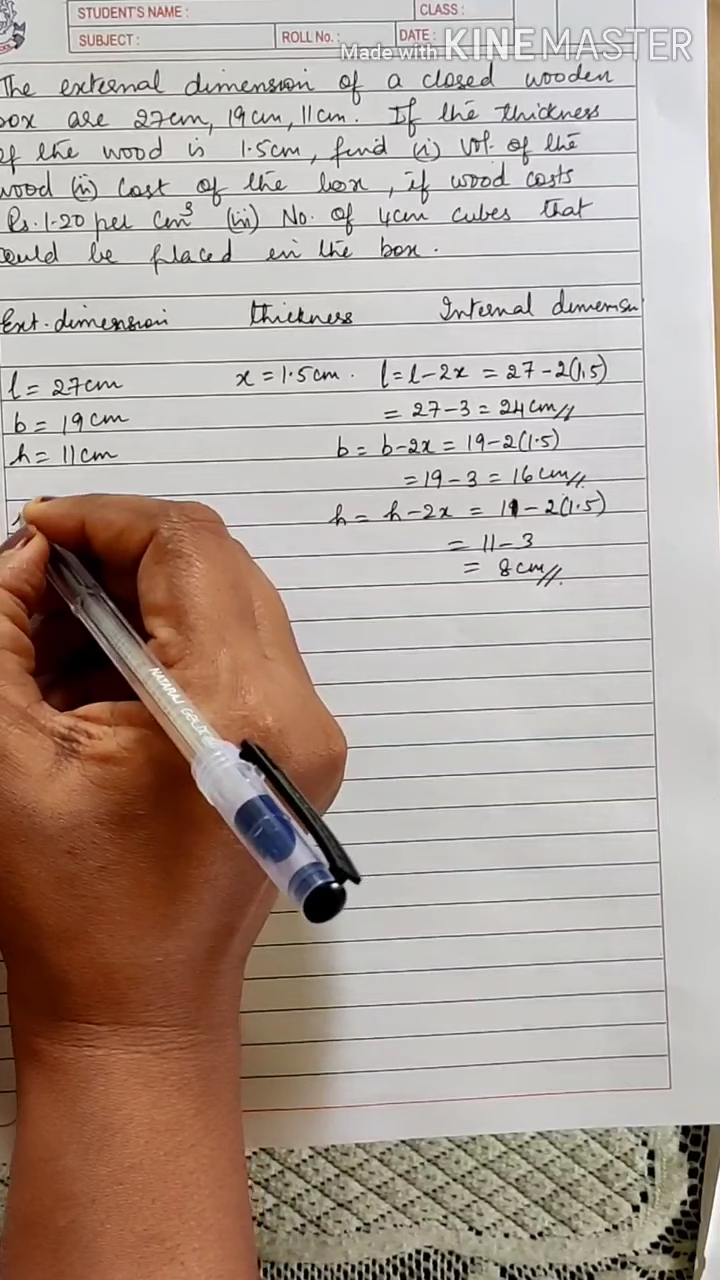 STUDENT'S NAME :
CLASS :
SUBJECT :
ROLL No. :
DATE :
Made with KINEMASTER
The external dimension of a closed wooden
box are 27cm, 19cm, 11cm. If the thickness
of the wood is 1.5cm, find (i) Vol. of the
wood (ii) Cost of the box, if wood costs
Rs. 1.20 per cm³ (iii) No. of 4cm cubes that
could be placed in the box.
Ext. dimension thickness Internal dimension
l = 27cm x = 1.5cm. l = l-2x = 27-2(1.5)
= 27-3 = 24cm//
b = 19cm
b = b-2x = 19-2(1.5)
h = 11cm
= 19-3 = 16cm//
h = h-2x = 11-2(1.5)
= 11-3
= 8cm//.
NATARAJ GELIX